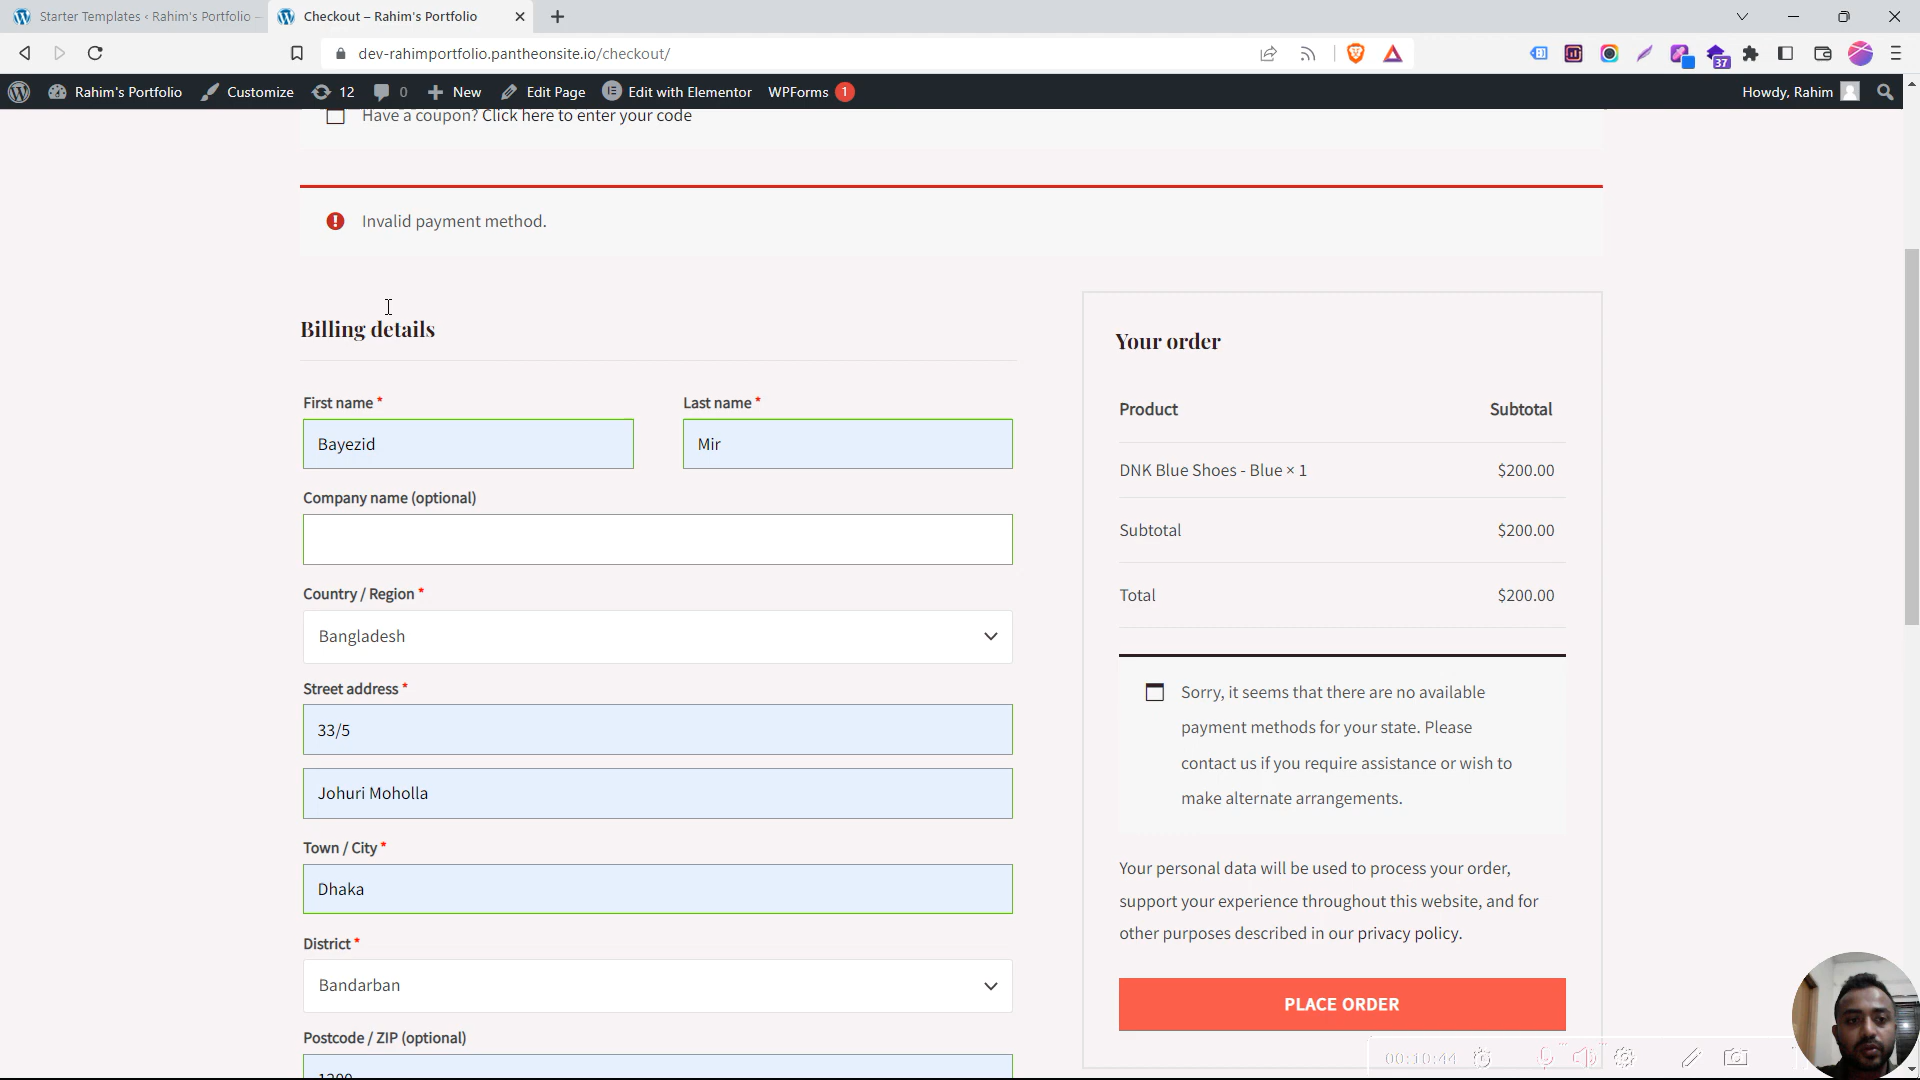 Starter Templates ‹ Rahim's Portfolio —
Checkout – Rahim's Portfolio
dev-rahimportfolio.pantheonsite.io/checkout/
37
Rahim's Portfolio
Customize
12
0
New
Edit Page
Edit with Elementor
WPForms 1
Howdy, Rahim
Have a coupon? Click here to enter your code
Invalid payment method.
Billing details
First name *
Last name *
Bayezid
Mir
Company name (optional)
Country / Region *
Bangladesh
Street address *
33/5
Johuri Moholla
Town / City *
Dhaka
District *
Bandarban
Postcode / ZIP (optional)
1200
Your order
Product Subtotal
DNK Blue Shoes - Blue × 1 $200.00
Subtotal $200.00
Total $200.00
Sorry, it seems that there are no available
payment methods for your state. Please
contact us if you require assistance or wish to
make alternate arrangements.
Your personal data will be used to process your order,
support your experience throughout this website, and for
other purposes described in our privacy policy.
PLACE ORDER
00:10:44